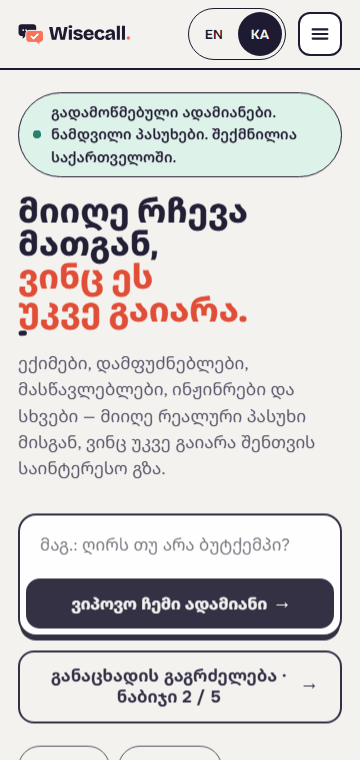 Wisecall.
EN
KA
გადამოწმებული ადამიანები.
ნამდვილი პასუხები. შექმნილია
საქართველოში.
მიიღე რჩევა
მათგან,
ვინც ეს
უკვე გაიარა.
ექიმები, დამფუძნებლები,
მასწავლებლები, ინჟინრები და
სხვები — მიიღე რეალური პასუხი
მისგან, ვინც უკვე გაიარა შენთვის
საინტერესო გზა.
მაგ.: ღირს თუ არა ბუტქემპი?
ვიპოვო ჩემი ადამიანი →
განაცხადის გაგრძელება · →
ნაბიჯი 2 / 5